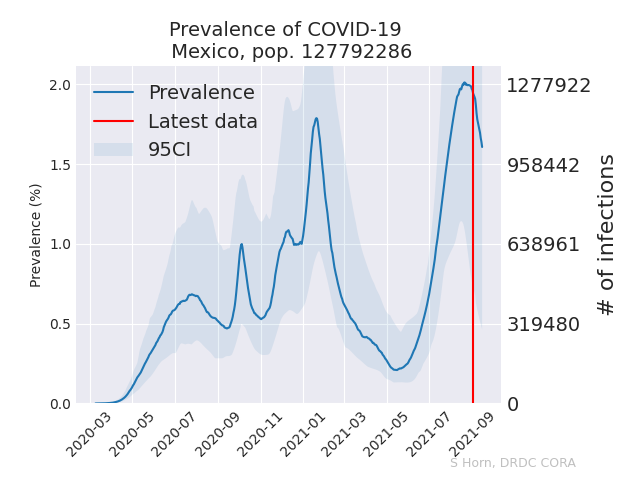 Prevalence of COVID-19
Mexico, pop. 127792286
Prevalence
Latest data
95CI
Prevalence (%)
2.0
1.5
1.0
0.5
0.0
1277922
958442
638961
319480
0
# of infections
2020-03
2020-05
2020-07
2020-09
2020-11
2021-01
2021-03
2021-05
2021-07
2021-09
S Horn, DRDC CORA